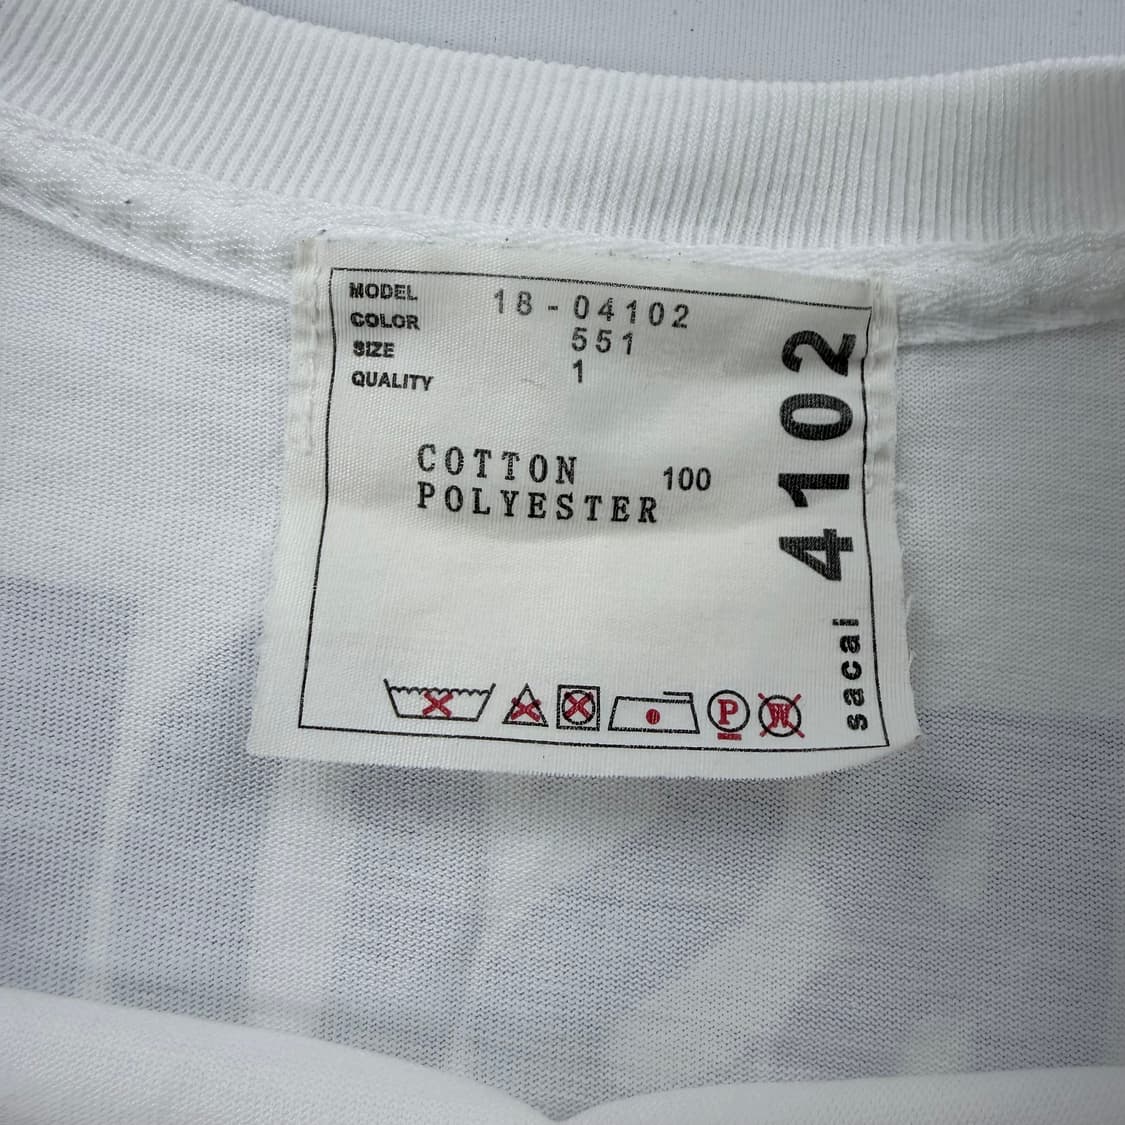 MODEL 18-04102
COLOR 551
SIZE 1
QUALITY
COTTON 100
POLYESTER
P
W
sacai 4102